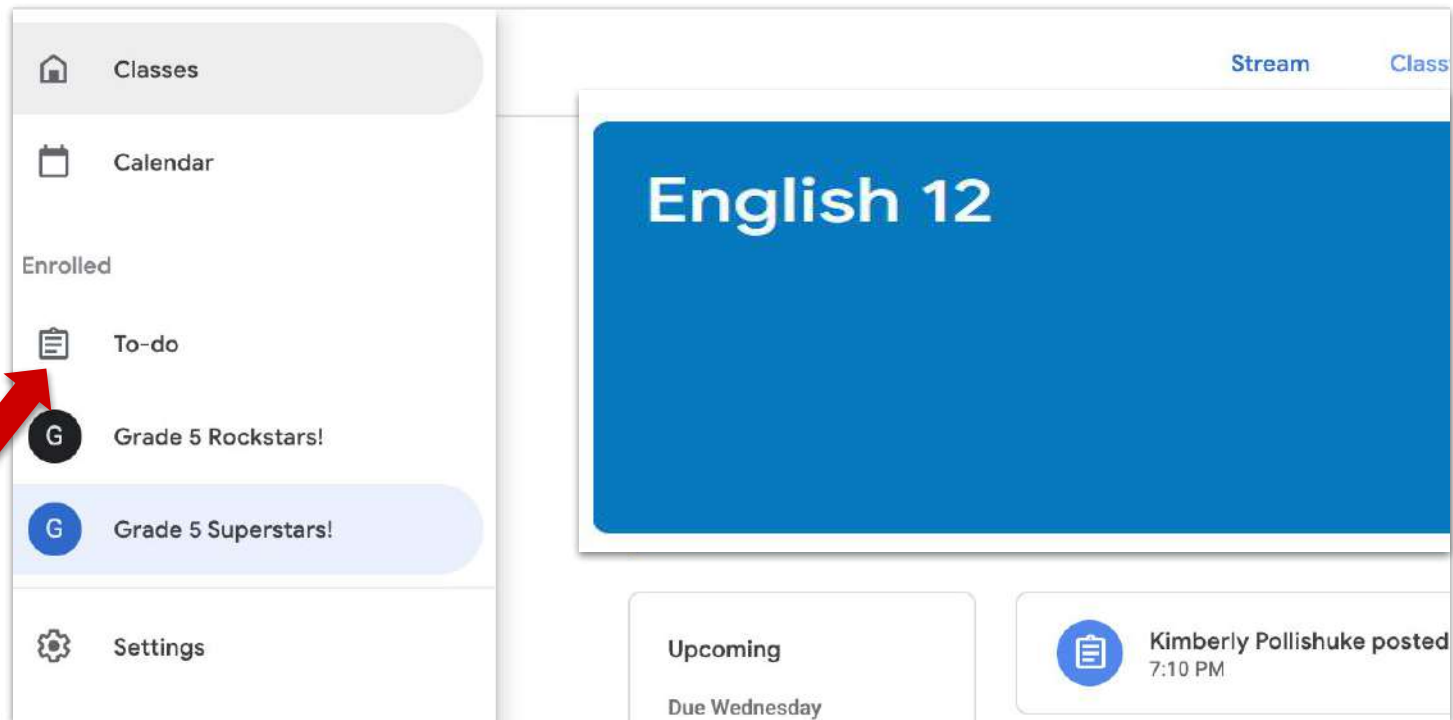 Classes
Calendar
Enrolled
To-do
G
Grade 5 Rockstars!
G
Grade 5 Superstars!
Settings
Stream
Class
English 12
Upcoming
Due Wednesday
Kimberly Pollishuke posted
7:10 PM